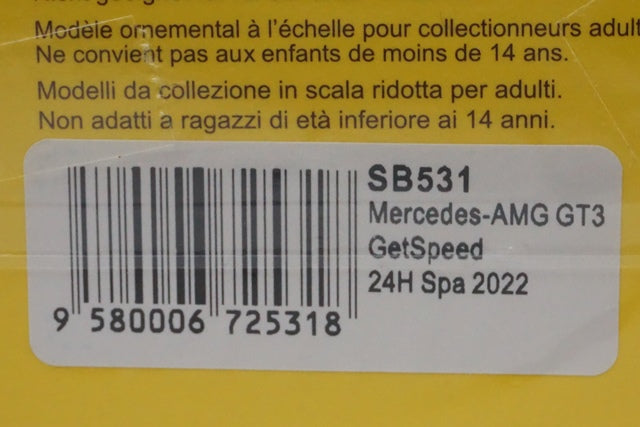 Modèle ornemental à l'échelle pour collectionneurs adult
Ne convient pas aux enfants de moins de 14 ans.
Modelli da collezione in scala ridotta per adulti.
Non adatti a ragazzi di età inferiore ai 14 anni.
SB531
Mercedes-AMG GT3
GetSpeed
24H Spa 2022
9 580006 725318